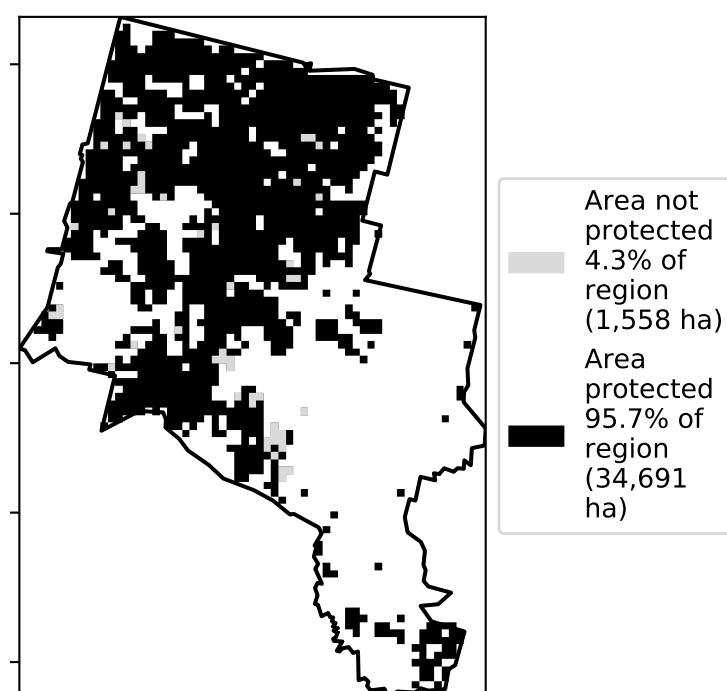 Area not
protected
4.3% of
region
(1,558 ha)
Area
protected
95.7% of
region
(34,691
ha)